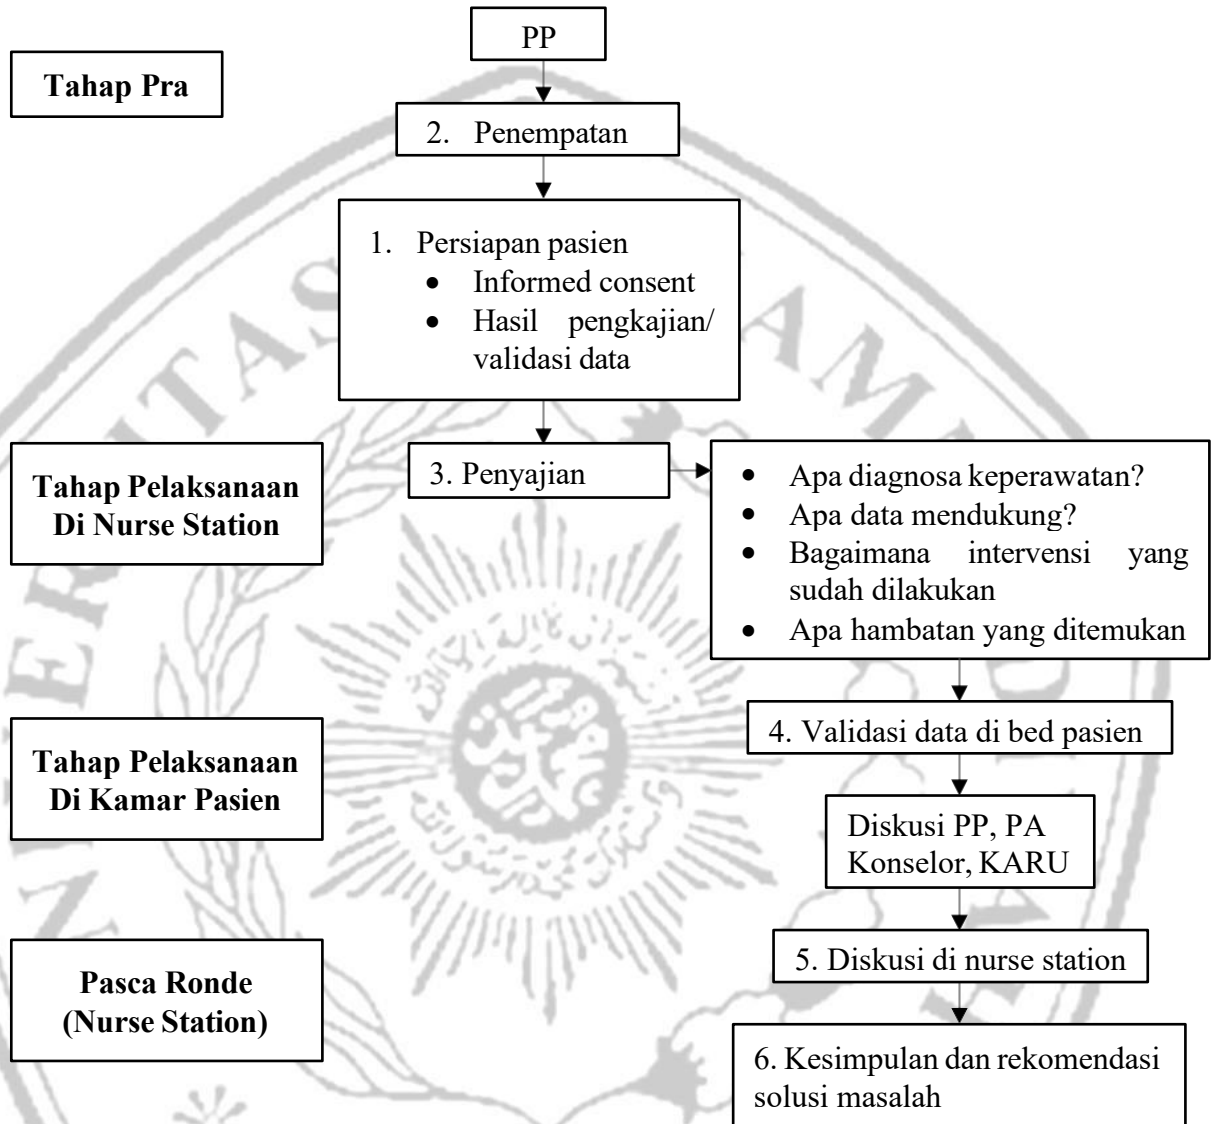 PP
Tahap Pra
2. Penempatan
1. Persiapan pasien
• Informed consent
• Hasil pengkajian/
validasi data
Tahap Pelaksanaan
Di Nurse Station
3. Penyajian
• Apa diagnosa keperawatan?
• Apa data mendukung?
• Bagaimana intervensi yang
sudah dilakukan
• Apa hambatan yang ditemukan
4. Validasi data di bed pasien
Tahap Pelaksanaan
Di Kamar Pasien
Diskusi PP, PA
Konselor, KARU
5. Diskusi di nurse station
Pasca Ronde
(Nurse Station)
6. Kesimpulan dan rekomendasi
solusi masalah